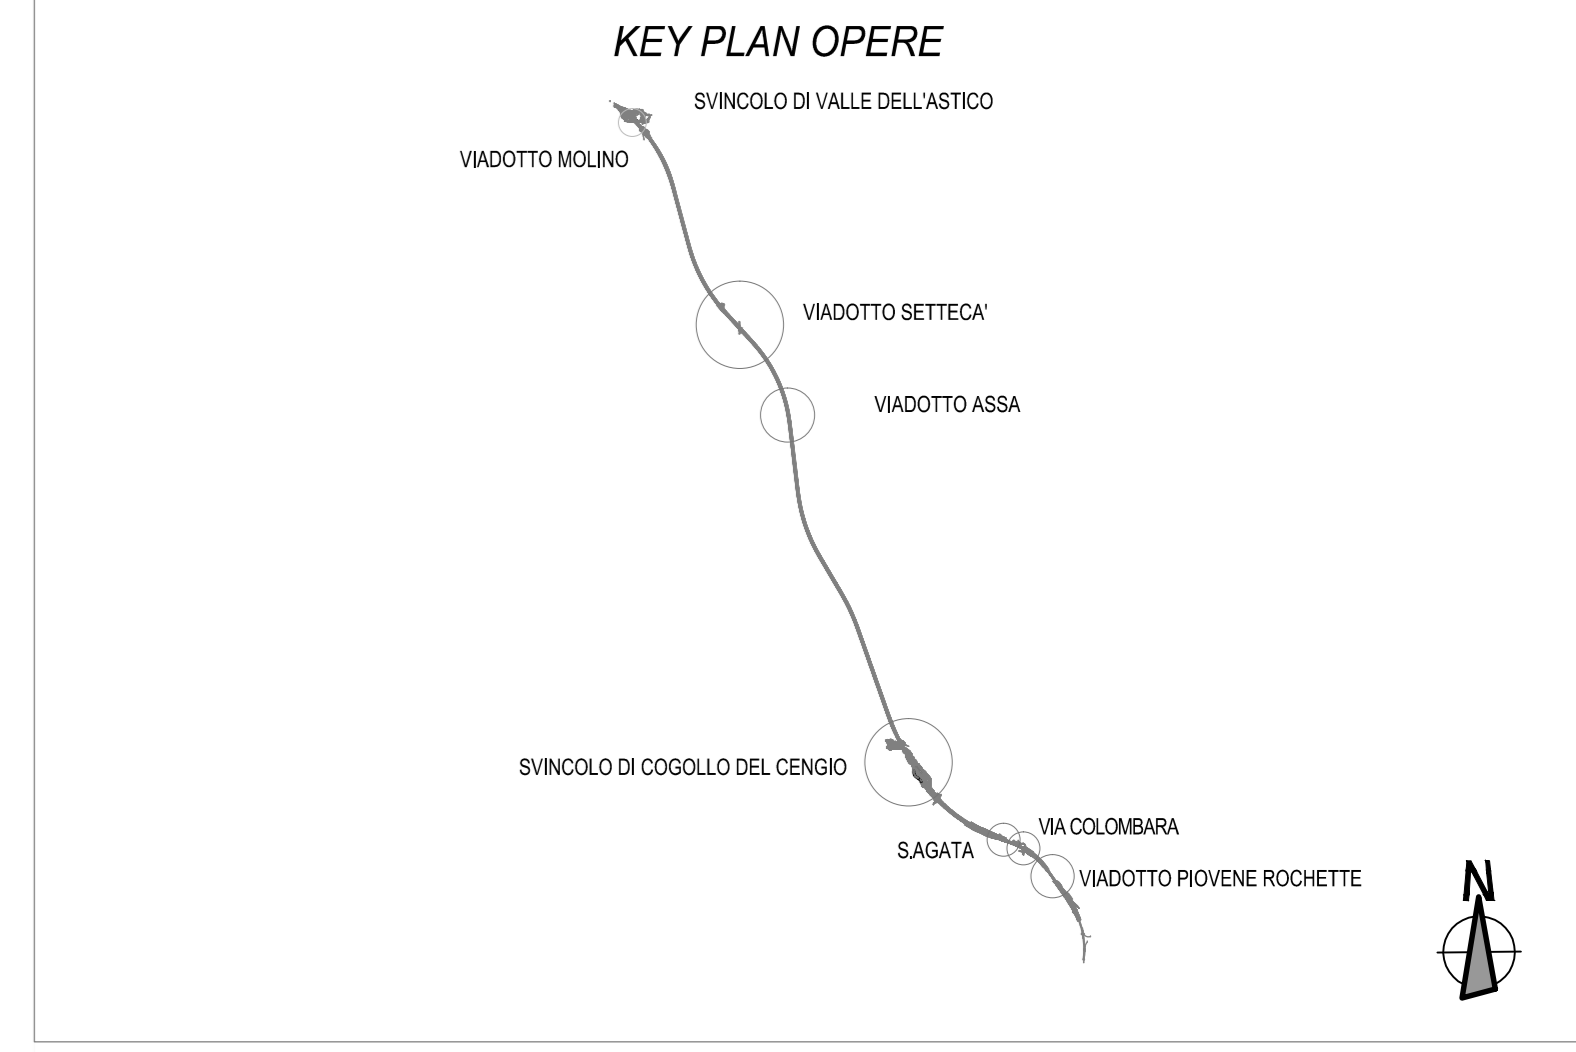 KEY PLAN OPERE
SVINCOLO DI VALLE DELL'ASTICO
VIADOTTO MOLINO
VIADOTTO SETTECA'
VIADOTTO ASSA
SVINCOLO DI COGOLLO DEL CENGIO
VIA COLOMBARA
S.AGATA
VIADOTTO PIOVENE ROCHETTE
N